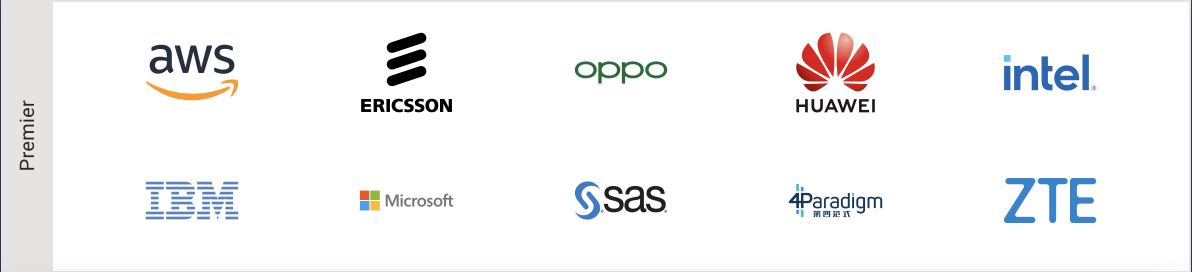 Premier
aws
ERICSSON
oppo
HUAWEI
intel®
IBM
Microsoft
sas®
4Paradigm
第四范式
ZTE